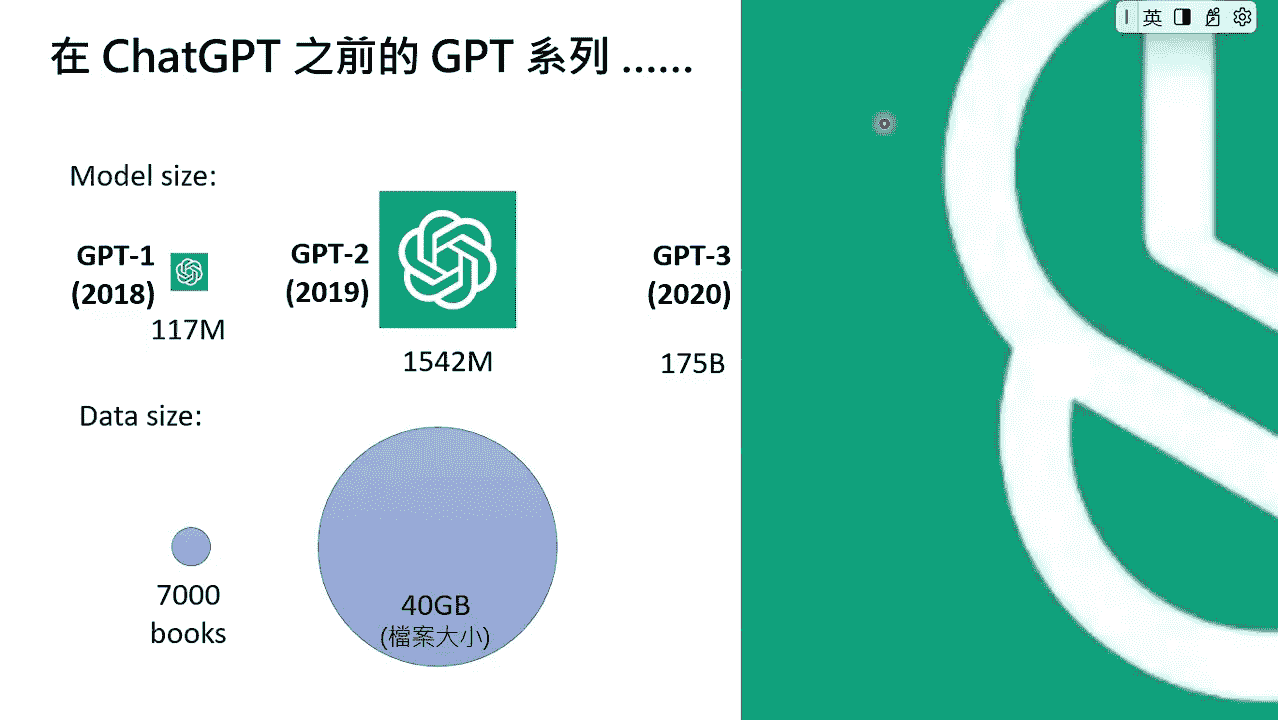 英
在 ChatGPT 之前的 GPT 系列 ......
Model size:
GPT-1
(2018)
117M
GPT-2
(2019)
1542M
GPT-3
(2020)
175B
Data size:
7000
books
40GB
(檔案大小)